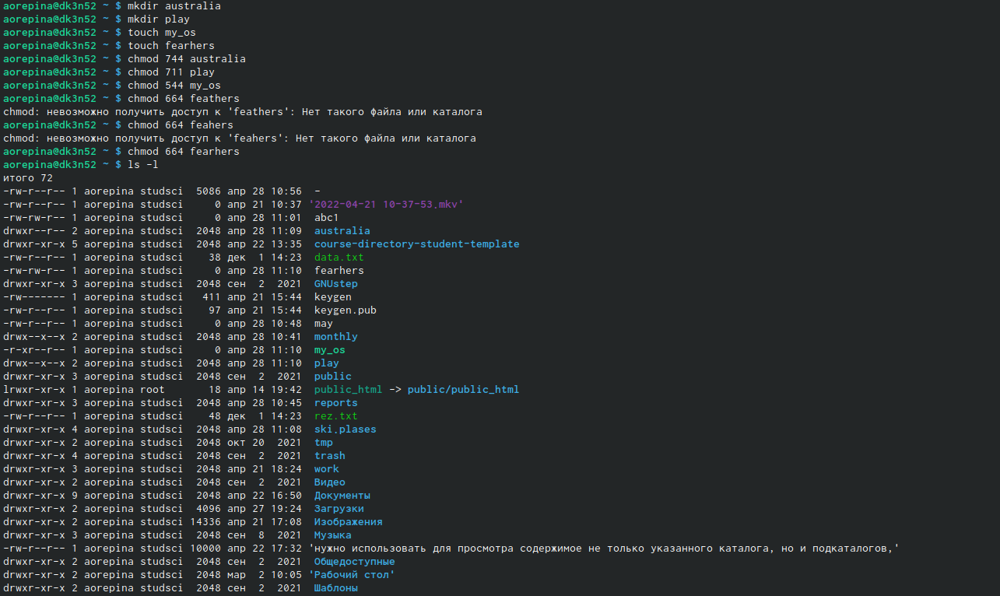 aorepina@dk3n52 ~ $ mkdir australia
aorepina@dk3n52 ~ $ mkdir play
aorepina@dk3n52 ~ $ touch my_os
aorepina@dk3n52 ~ $ touch fearhers
aorepina@dk3n52 ~ $ chmod 744 australia
aorepina@dk3n52 ~ $ chmod 711 play
aorepina@dk3n52 ~ $ chmod 544 my_os
aorepina@dk3n52 ~ $ chmod 664 feathers
chmod: невозможно получить доступ к 'feathers': Нет такого файла или каталога
aorepina@dk3n52 ~ $ chmod 664 feahers
chmod: невозможно получить доступ к 'feahers': Нет такого файла или каталога
aorepina@dk3n52 ~ $ chmod 664 fearhers
aorepina@dk3n52 ~ $ ls -l
итого 72
-rw-r--r-- 1 aorepina studsci  5086 апр 28 10:56  -
-rw-r--r-- 1 aorepina studsci     0 апр 21 10:37 '2022-04-21 10-37-53.mkv'
-rw-rw-r-- 1 aorepina studsci     0 апр 28 11:01  abc1
drwxr--r-- 2 aorepina studsci  2048 апр 28 11:09  australia
drwxr-xr-x 5 aorepina studsci  2048 апр 22 13:35  course-directory-student-template
-rw-r--r-- 1 aorepina studsci    38 дек  1 14:23  data.txt
-rw-rw-r-- 1 aorepina studsci     0 апр 28 11:10  fearhers
drwxr-xr-x 3 aorepina studsci  2048 сен  2  2021  GNUstep
-rw------- 1 aorepina studsci   411 апр 21 15:44  keygen
-rw-r--r-- 1 aorepina studsci    97 апр 21 15:44  keygen.pub
-rw-r--r-- 1 aorepina studsci     0 апр 28 10:48  may
drwx--x--x 2 aorepina studsci  2048 апр 28 10:41  monthly
-r-xr--r-- 1 aorepina studsci     0 апр 28 11:10  my_os
drwx--x--x 2 aorepina studsci  2048 апр 28 11:10  play
drwxr-xr-x 3 aorepina studsci  2048 сен  2  2021  public
lrwxr-xr-x 1 aorepina root       18 апр 14 19:42  public_html -> public/public_html
drwxr-xr-x 3 aorepina studsci  2048 апр 28 10:45  reports
-rw-r--r-- 1 aorepina studsci    48 дек  1 14:23  rez.txt
drwxr-xr-x 4 aorepina studsci  2048 апр 28 11:08  ski.plases
drwxr-xr-x 2 aorepina studsci  2048 окт 20  2021  tmp
drwxr-xr-x 4 aorepina studsci  2048 сен  2  2021  trash
drwxr-xr-x 3 aorepina studsci  2048 апр 21 18:24  work
drwxr-xr-x 2 aorepina studsci  2048 сен  2  2021  Видео
drwxr-xr-x 9 aorepina studsci  2048 апр 22 16:50  Документы
drwxr-xr-x 2 aorepina studsci  4096 апр 27 19:24  Загрузки
drwxr-xr-x 2 aorepina studsci 14336 апр 21 17:08  Изображения
drwxr-xr-x 3 aorepina studsci  2048 сен  8  2021  Музыка
-rw-r--r-- 1 aorepina studsci 10000 апр 22 17:32 'нужно использовать для просмотра содержимое не только указанного каталога, но и подкаталогов,'
drwxr-xr-x 2 aorepina studsci  2048 сен  2  2021  Общедоступные
drwxr-xr-x 2 aorepina studsci  2048 мар  2 10:05 'Рабочий стол'
drwxr-xr-x 2 aorepina studsci  2048 сен  2  2021  Шаблоны